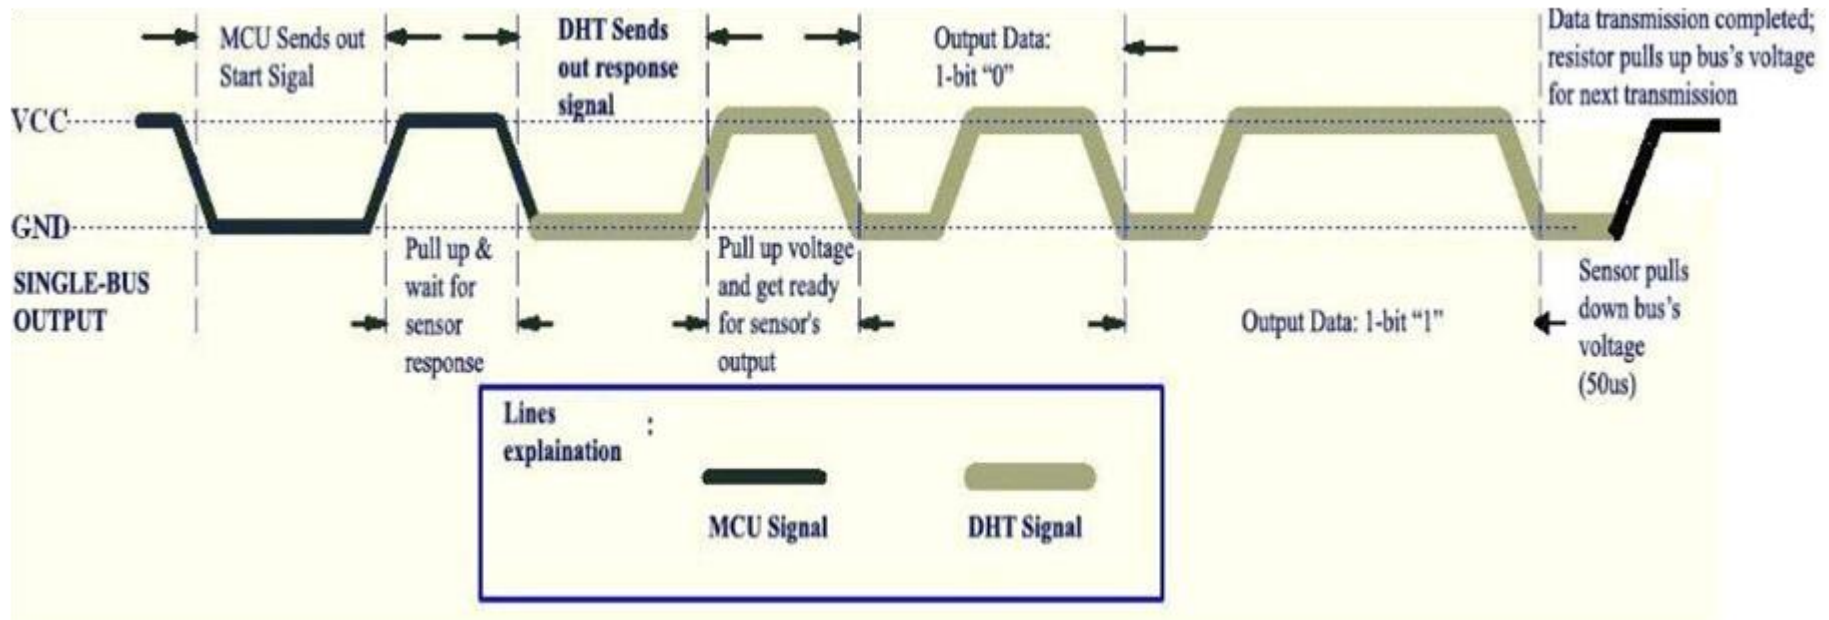 MCU Sends out
Start Sigal
DHT Sends
out response
signal
Output Data:
1-bit “0”
Data transmission completed;
resistor pulls up bus’s voltage
for next transmission
VCC
GND
SINGLE-BUS
OUTPUT
Pull up &
wait for
sensor
response
Pull up voltage
and get ready
for sensor's
output
Output Data: 1-bit “1”
Sensor pulls
down bus’s
voltage
(50us)
Lines
explaination :
MCU Signal
DHT Signal